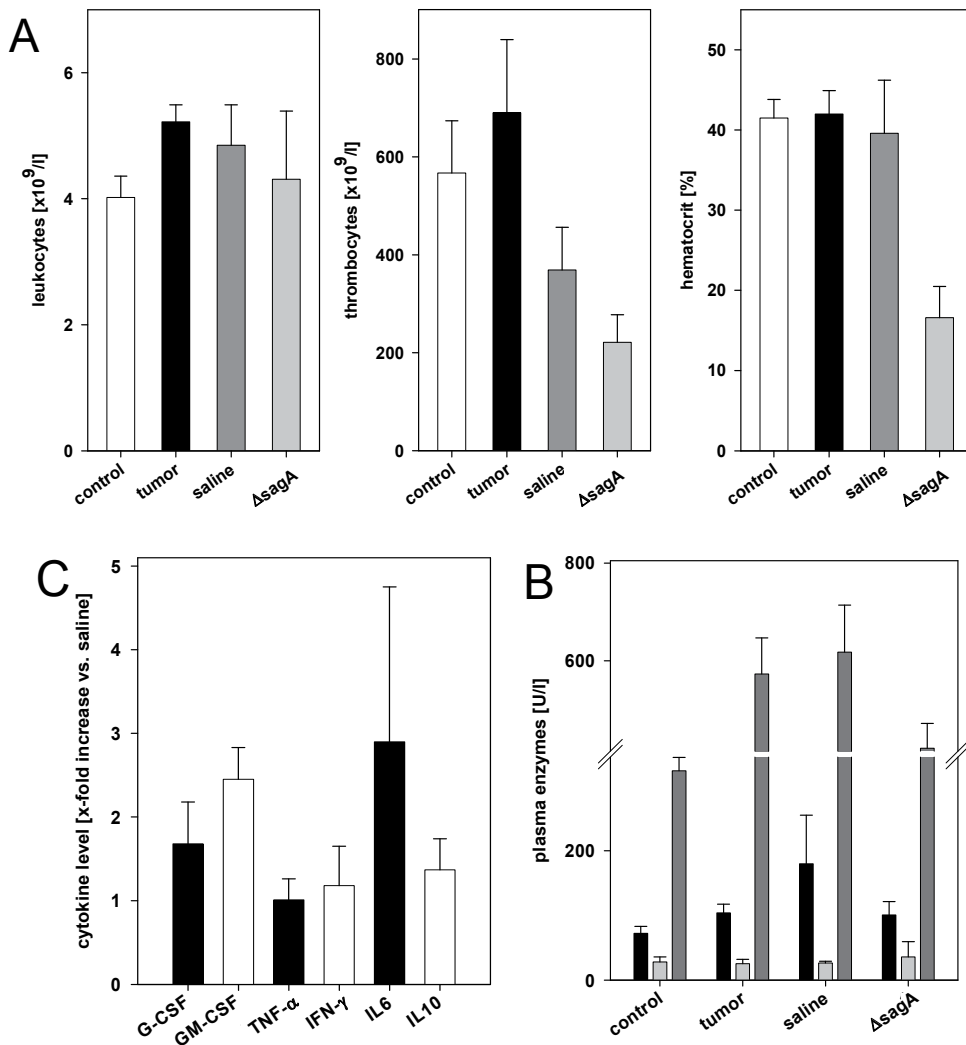 A
leukocytes [x10⁹/l]
6
4
2
0
control
tumor
saline
ΔsagA
thrombocytes [x10⁹/l]
800
600
400
200
0
control
tumor
saline
ΔsagA
hematocrit [%]
50
40
30
20
10
0
control
tumor
saline
ΔsagA
C
cytokine level [x-fold increase vs. saline]
5
4
3
2
1
0
G-CSF
GM-CSF
TNF-α
IFN-γ
IL6
IL10
B
plasma enzymes [U/l]
800
600
200
0
control
tumor
saline
ΔsagA